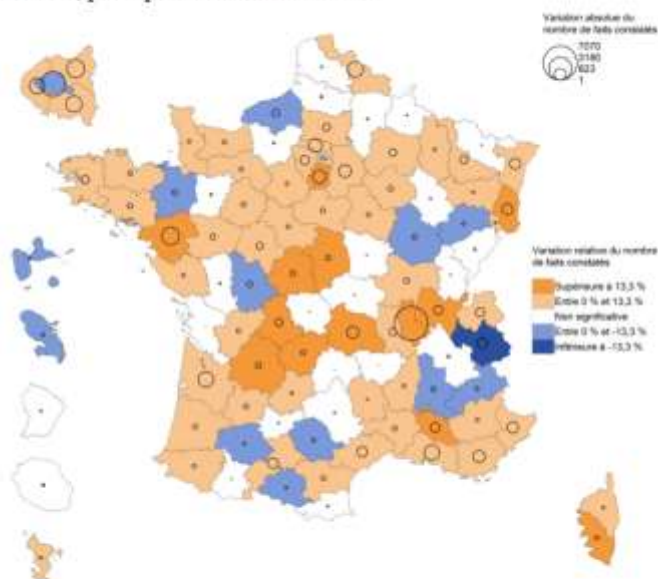 Variation absolue du
nombre de faits constatés
7070
3180
623
1
Variation relative du nombre
de faits constatés
Supérieure à 13,3 %
Entre 0 % et 13,3 %
Non significative
Entre 0 % et -13,3 %
Inférieure à -13,3 %